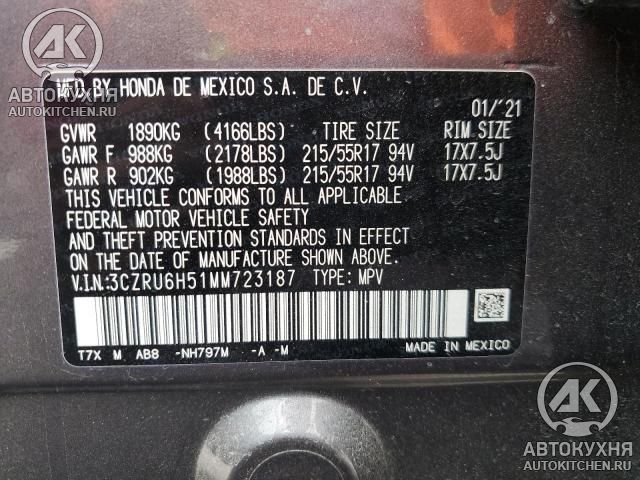 AK
АВТОКУХНЯ
AUTOKITCHEN.RU
MFD BY HONDA DE MEXICO S.A. DE C.V.
01/'21
GVWR 1890KG (4166LBS) TIRE SIZE RIM SIZE
GAWR F 988KG (2178LBS) 215/55R17 94V 17X7.5J
GAWR R 902KG (1988LBS) 215/55R17 94V 17X7.5J
THIS VEHICLE CONFORMS TO ALL APPLICABLE
FEDERAL MOTOR VEHICLE SAFETY
AND THEFT PREVENTION STANDARDS IN EFFECT
ON THE DATE OF MANUFACTURE SHOWN ABOVE.
V.I.N:3CZRU6H51MM723187 TYPE: MPV
T7X M AB8 -NH797M -A -M MADE IN MEXICO
AK
АВТОКУХНЯ
AUTOKITCHEN.RU